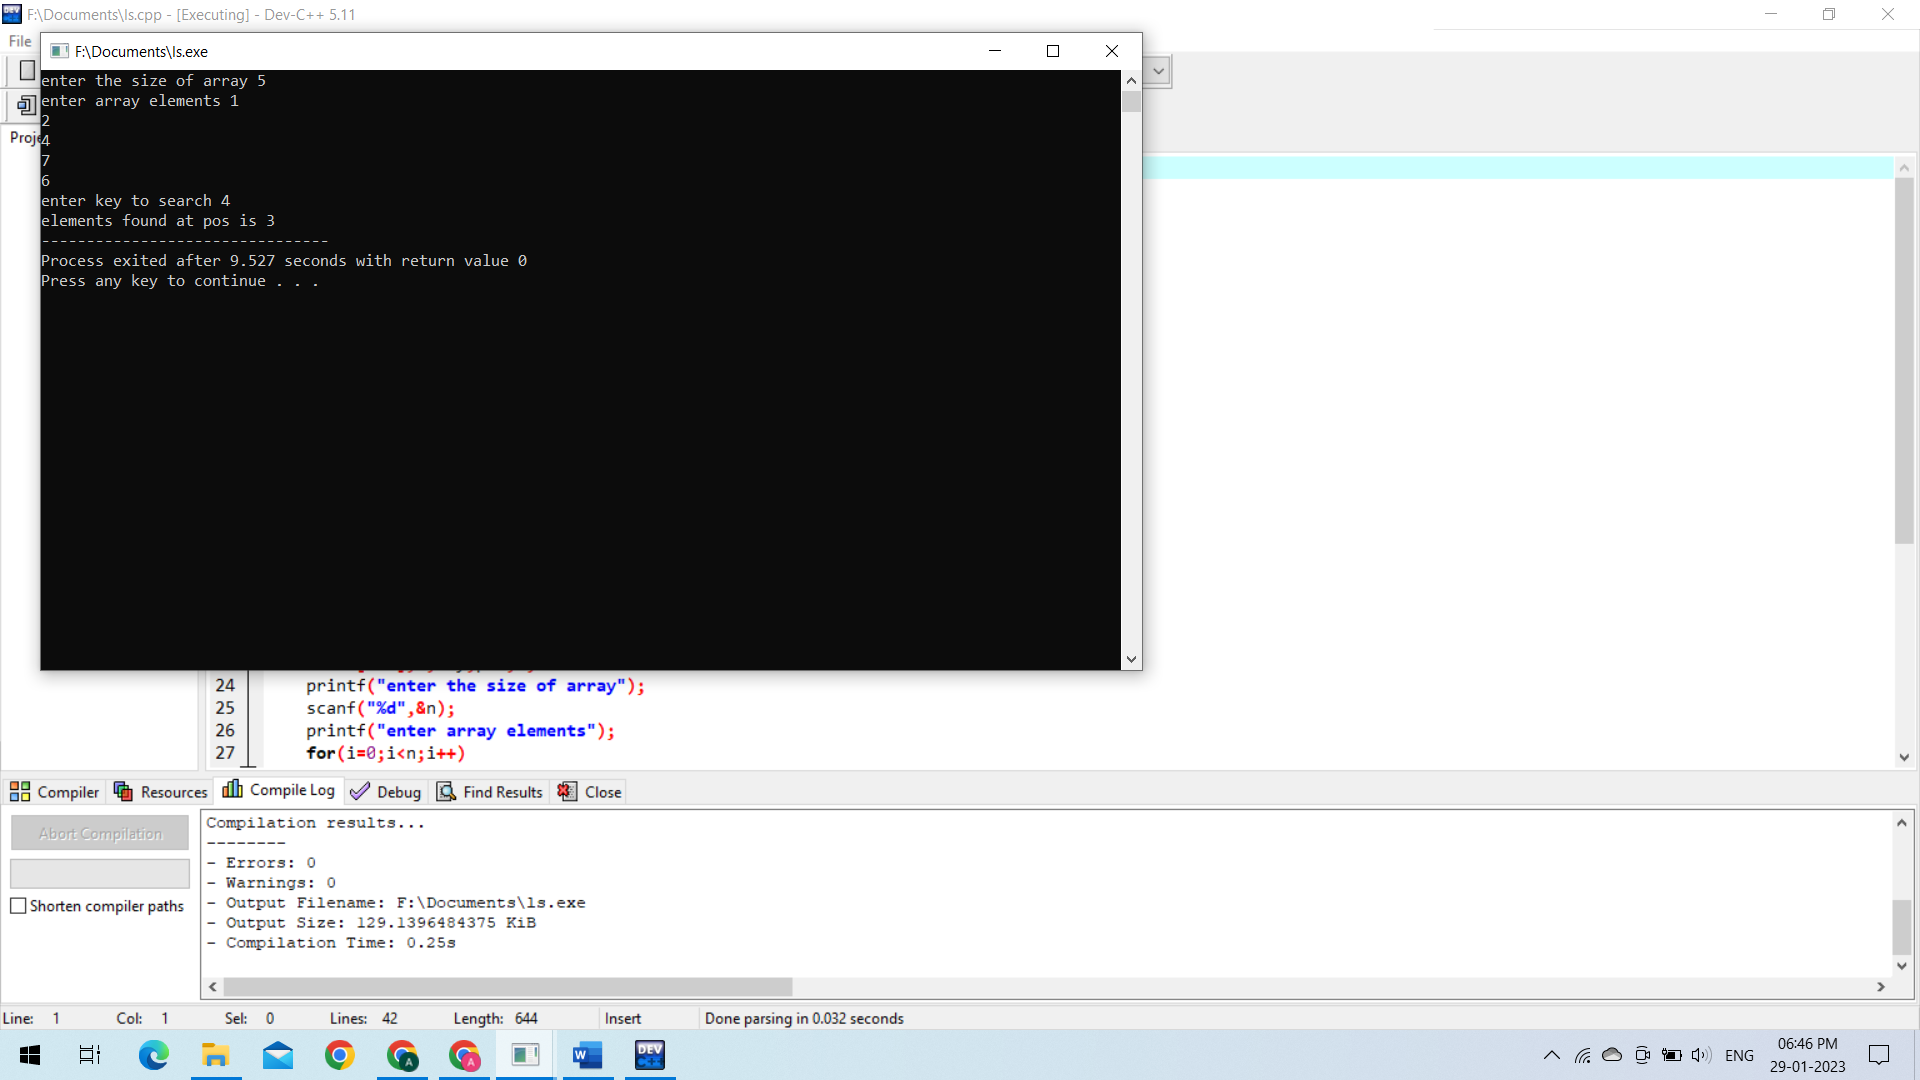 F:\Documents\ls.cpp - [Executing] - Dev-C++ 5.11
File
F:\Documents\ls.exe
enter the size of array 5
enter array elements 1
2
4
7
6
enter key to search 4
elements found at pos is 3
--------------------------------
Process exited after 9.527 seconds with return value 0
Press any key to continue . . .
24 printf("enter the size of array");
25 scanf("%d",&n);
26 printf("enter array elements");
27 for(i=0;i<n;i++)
Compiler Resources Compile Log Debug Find Results Close
Abort Compilation
Shorten compiler paths
Compilation results...
--------
- Errors: 0
- Warnings: 0
- Output Filename: F:\Documents\ls.exe
- Output Size: 129.1396484375 KiB
- Compilation Time: 0.25s
Line: 1 Col: 1 Sel: 0 Lines: 42 Length: 644 Insert Done parsing in 0.032 seconds
A A W DEV C++ ENG 06:46 PM
29-01-2023